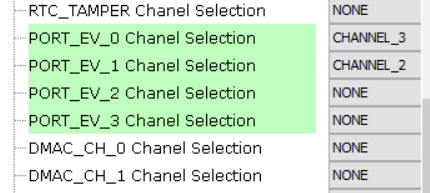 RTC_TAMPER Chanel Selection NONE
PORT_EV_0 Chanel Selection CHANNEL_3
PORT_EV_1 Chanel Selection CHANNEL_2
PORT_EV_2 Chanel Selection NONE
PORT_EV_3 Chanel Selection NONE
DMAC_CH_0 Chanel Selection NONE
DMAC_CH_1 Chanel Selection NONE